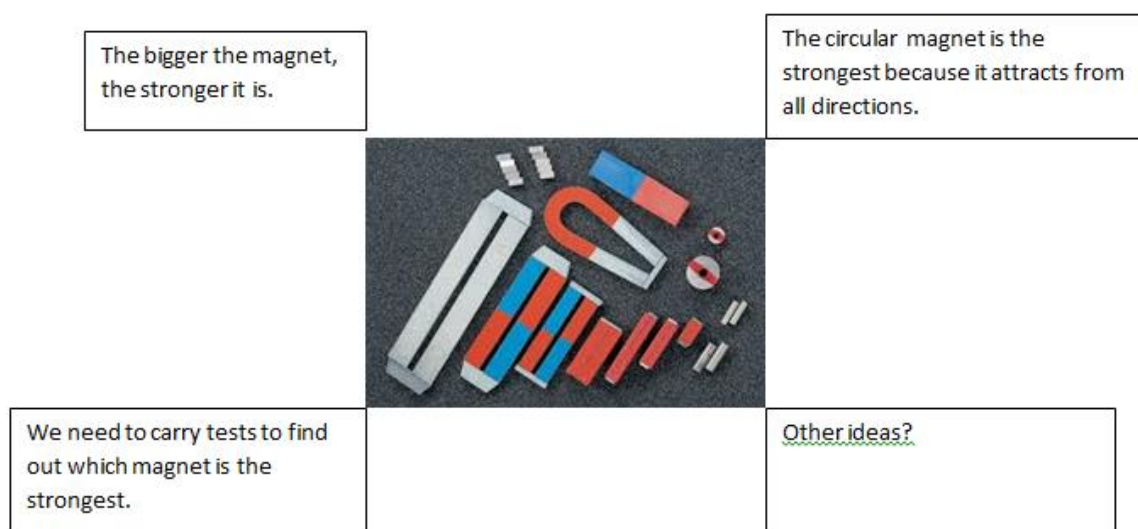 The bigger the magnet,
the stronger it is.
The circular magnet is the
strongest because it attracts from
all directions.
We need to carry tests to find
out which magnet is the
strongest.
Other ideas?